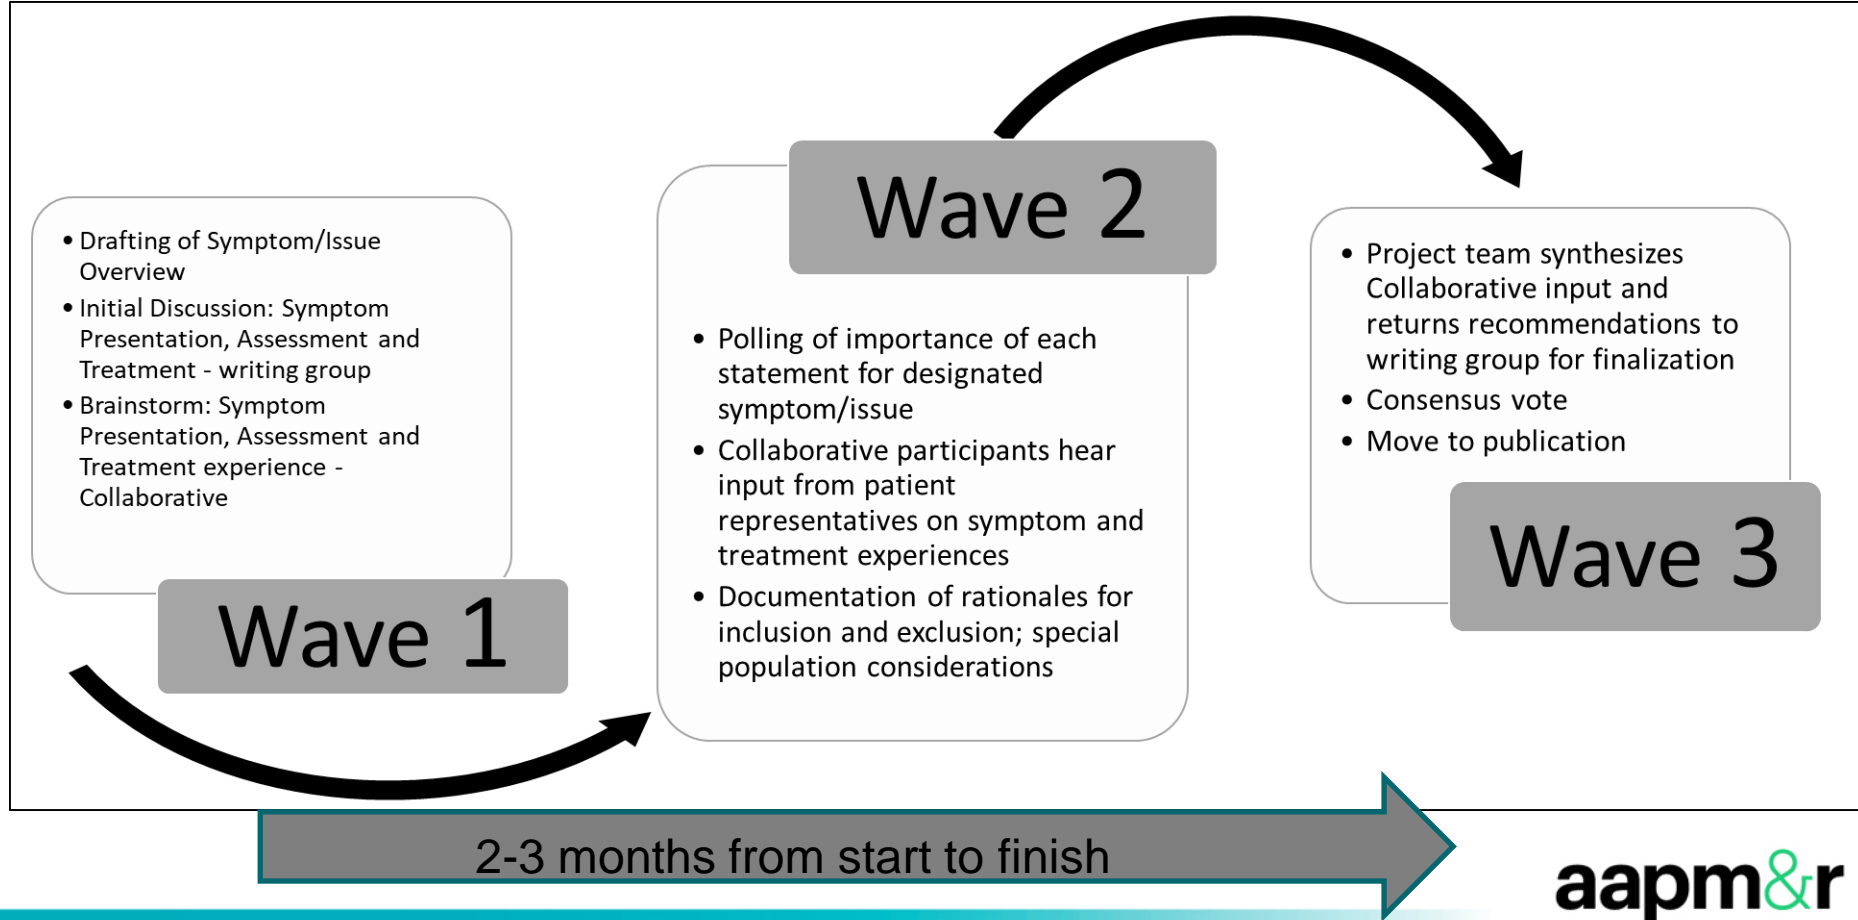 • Drafting of Symptom/Issue
Overview
• Initial Discussion: Symptom
Presentation, Assessment and
Treatment - writing group
• Brainstorm: Symptom
Presentation, Assessment and
Treatment experience -
Collaborative
Wave 1
Wave 2
• Polling of importance of each
statement for designated
symptom/issue
• Collaborative participants hear
input from patient
representatives on symptom and
treatment experiences
• Documentation of rationales for
inclusion and exclusion; special
population considerations
• Project team synthesizes
Collaborative input and
returns recommendations to
writing group for finalization
• Consensus vote
• Move to publication
Wave 3
2-3 months from start to finish
aapm&r